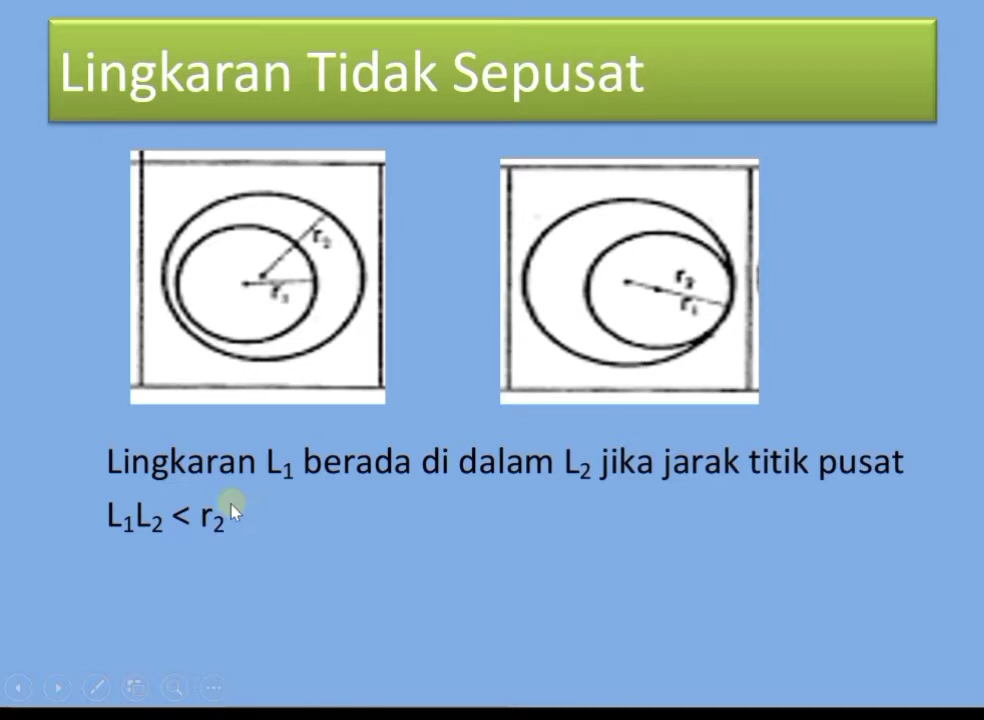 Lingkaran Tidak Sepusat
r₂
r₁
r₂
r₁
Lingkaran L₁ berada di dalam L₂ jika jarak titik pusat
L₁L₂ < r₂